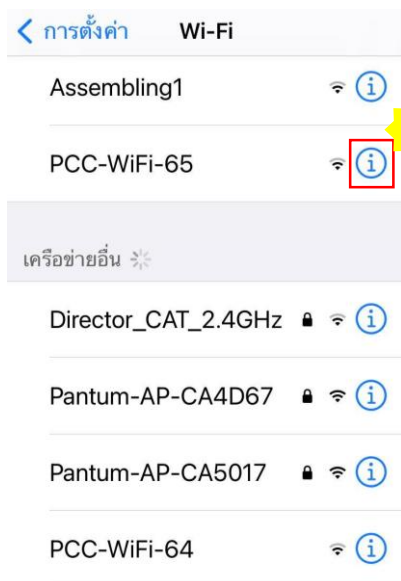 การตั้งค่า Wi-Fi
Assembling1
PCC-WiFi-65
เครือข่ายอื่น
Director_CAT_2.4GHz
Pantum-AP-CA4D67
Pantum-AP-CA5017
PCC-WiFi-64